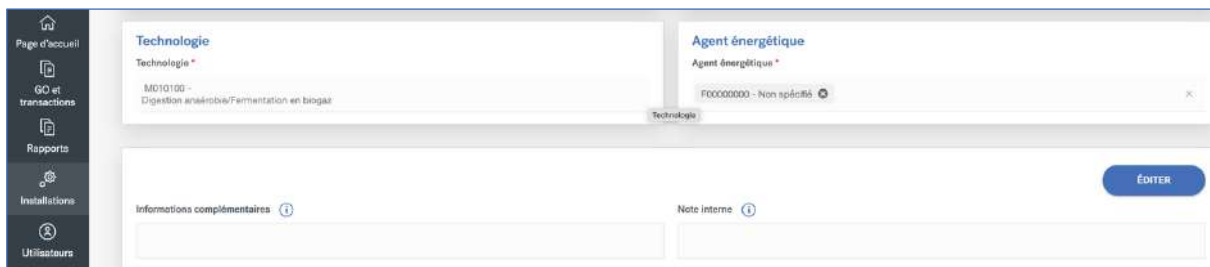 Page d'accueil
GO et
transactions
Rapports
Installations
Utilisateurs
Technologie
Technologie *
M010100 -
Digestion anaérobie/Fermentation en biogaz
Agent énergétique
Agent énergétique *
F00000000 - Non spécifié
Technologie
ÉDITER
Informations complémentaires
Note interne